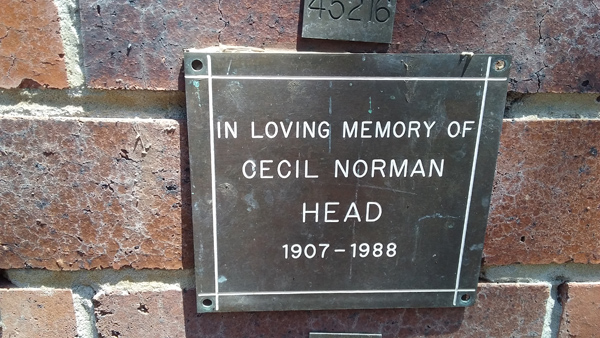 45216
IN LOVING MEMORY OF
CECIL NORMAN
HEAD
1907-1988